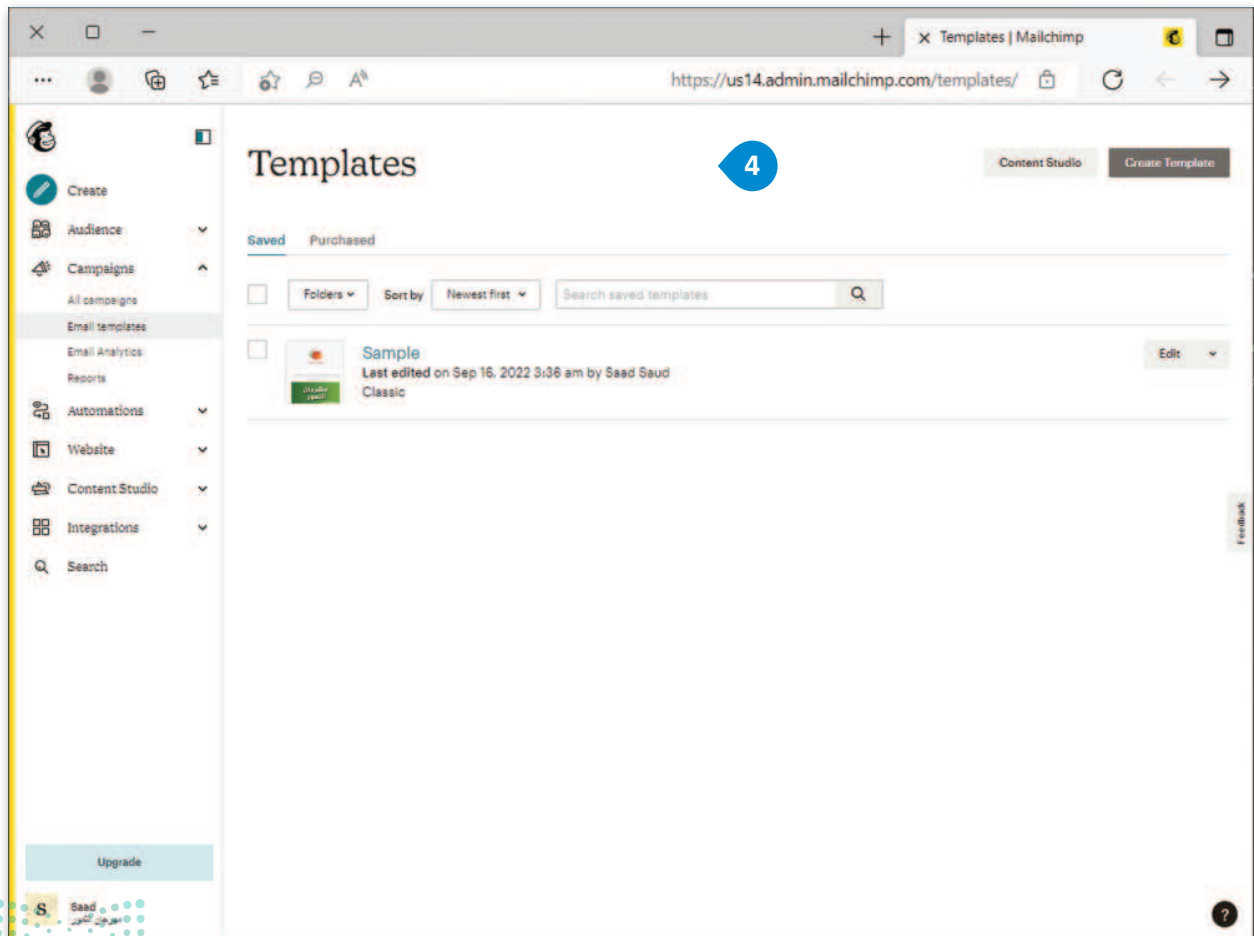 Templates | Mailchimp
https://us14.admin.mailchimp.com/templates/
Templates
4
Content Studio
Create Template
Create
Audience
Campaigns
All campaigns
Email templates
Email Analytics
Reports
Automations
Website
Content Studio
Integrations
Search
Saved Purchased
Folders Sort by Newest first Search saved templates
Sample
Last edited on Sep 16, 2022 3:36 am by Saad Saud
Classic
مهرجان
التمور
Edit
Feedback
Upgrade
S Saad
?